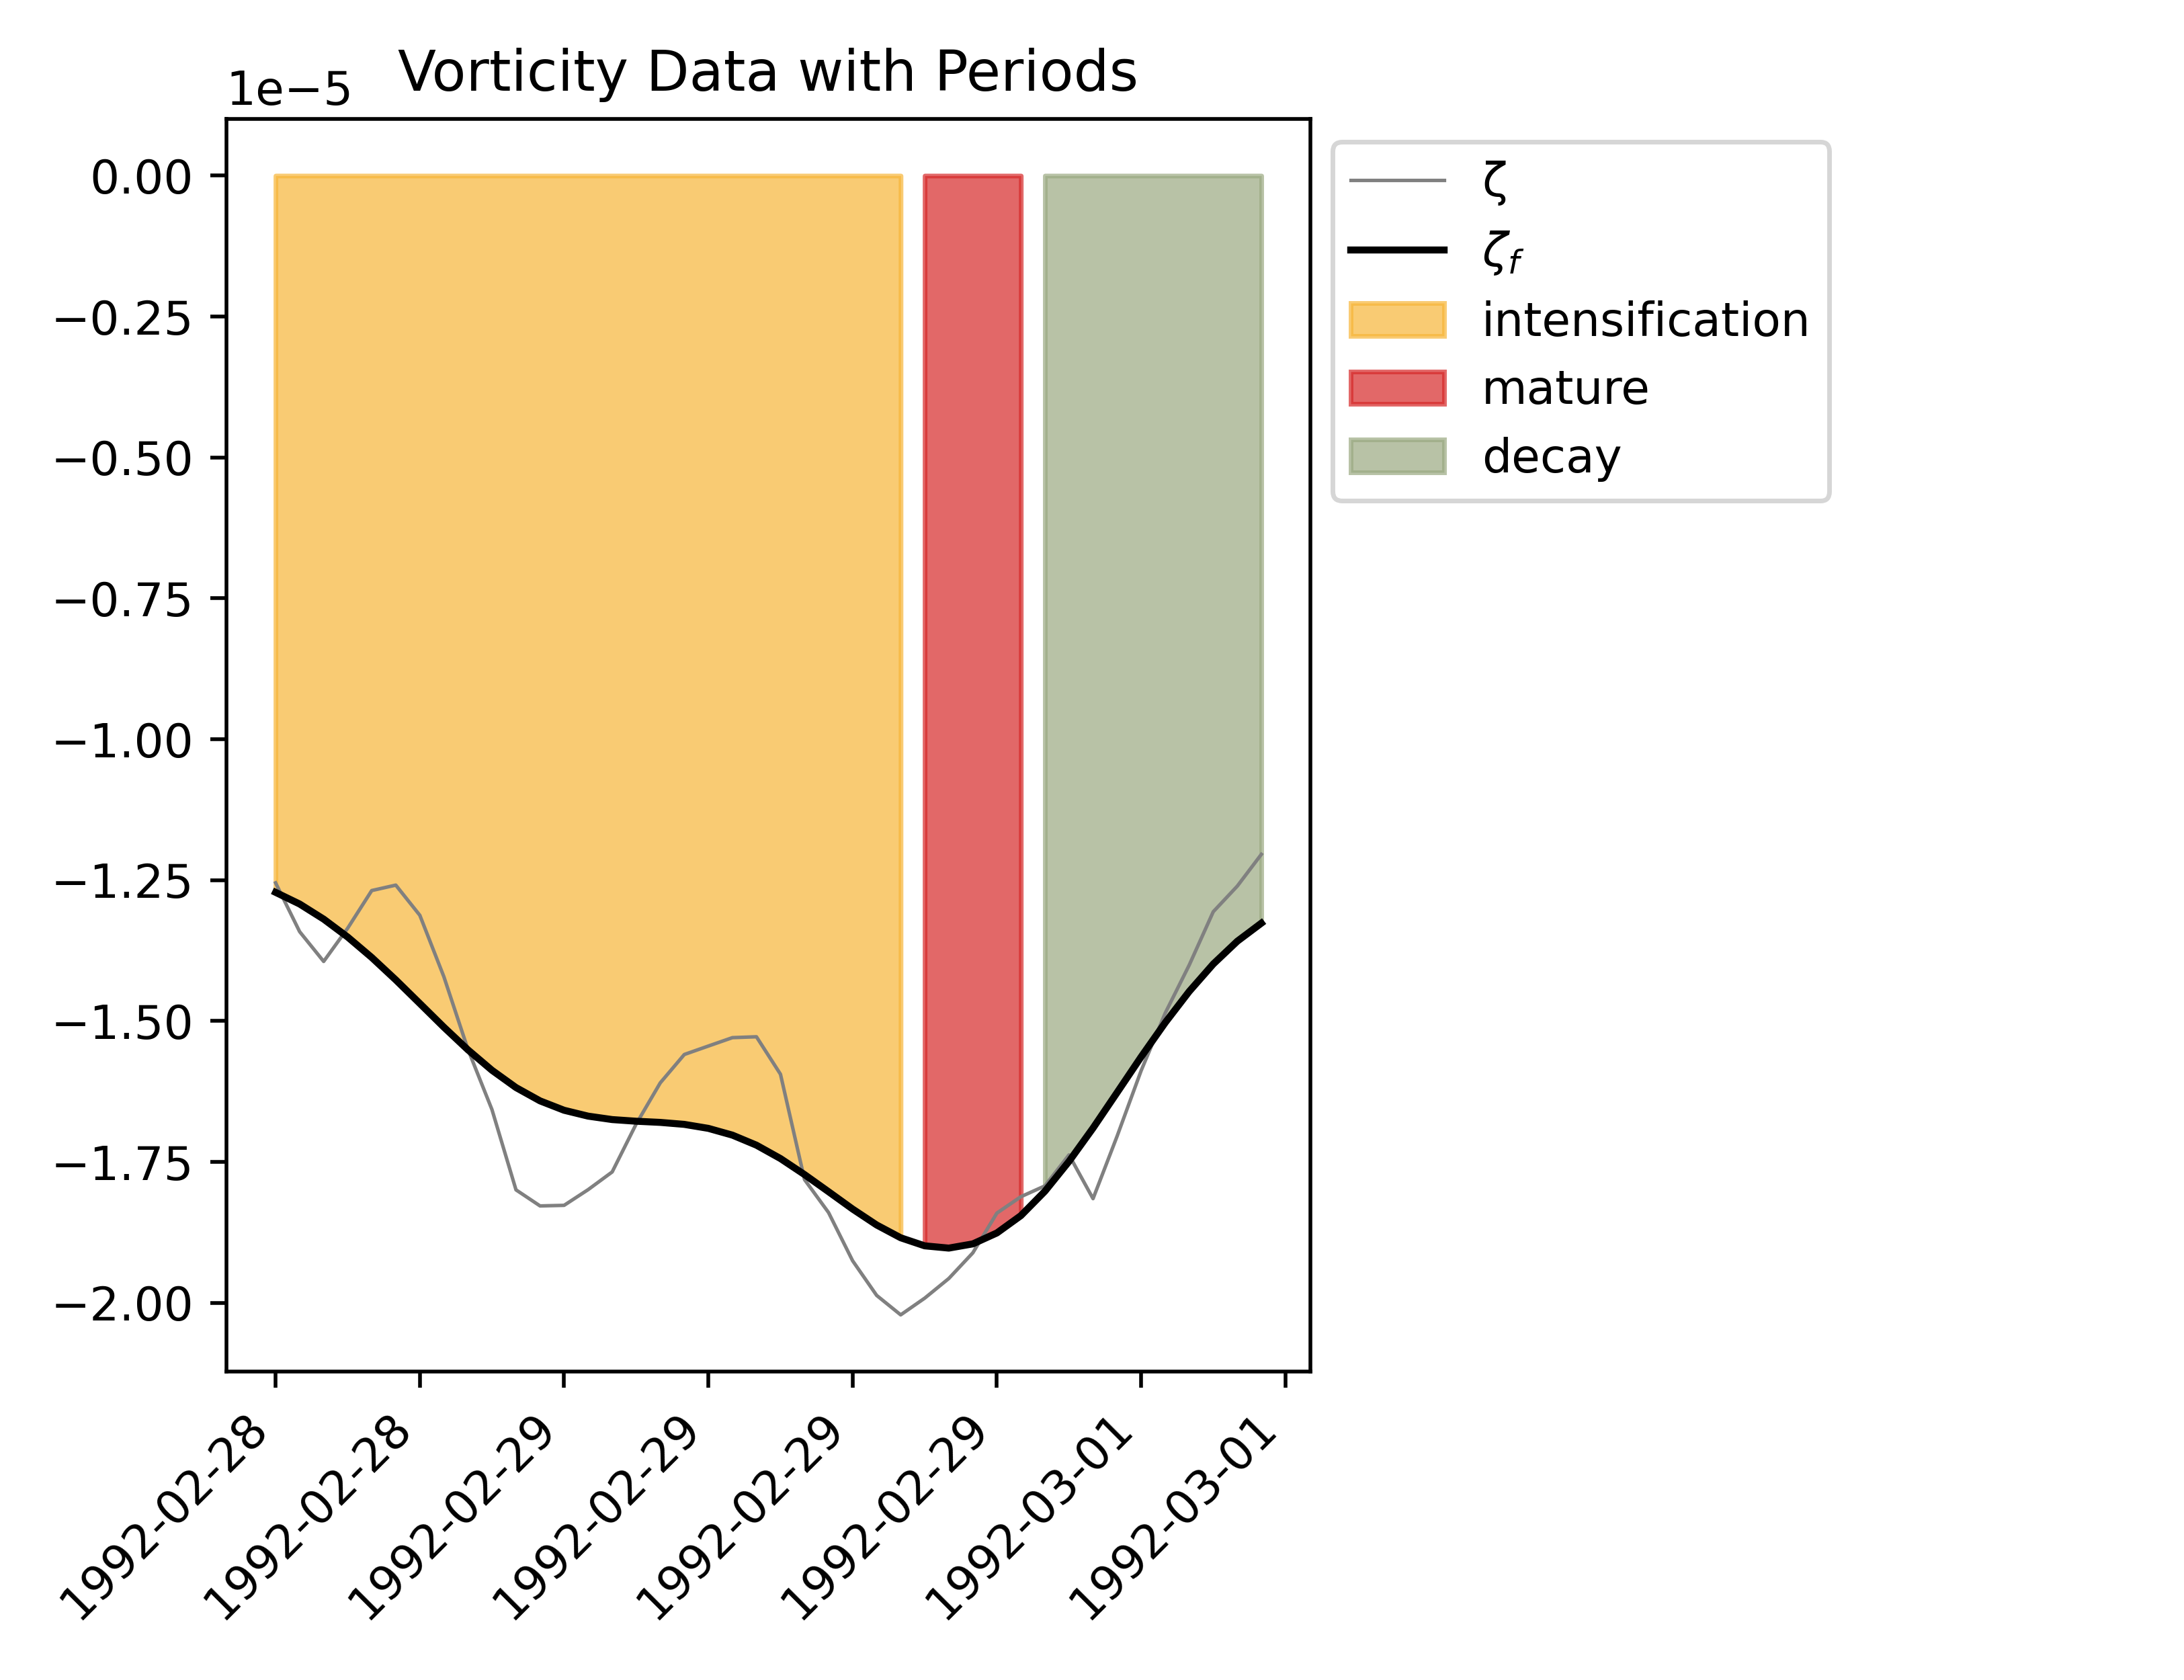 Vorticity Data with Periods
1e−5
0.00
−0.25
−0.50
−0.75
−1.00
−1.25
−1.50
−1.75
−2.00
1992-02-28
1992-02-28
1992-02-29
1992-02-29
1992-02-29
1992-02-29
1992-03-01
1992-03-01
ζ
ζf
intensification
mature
decay